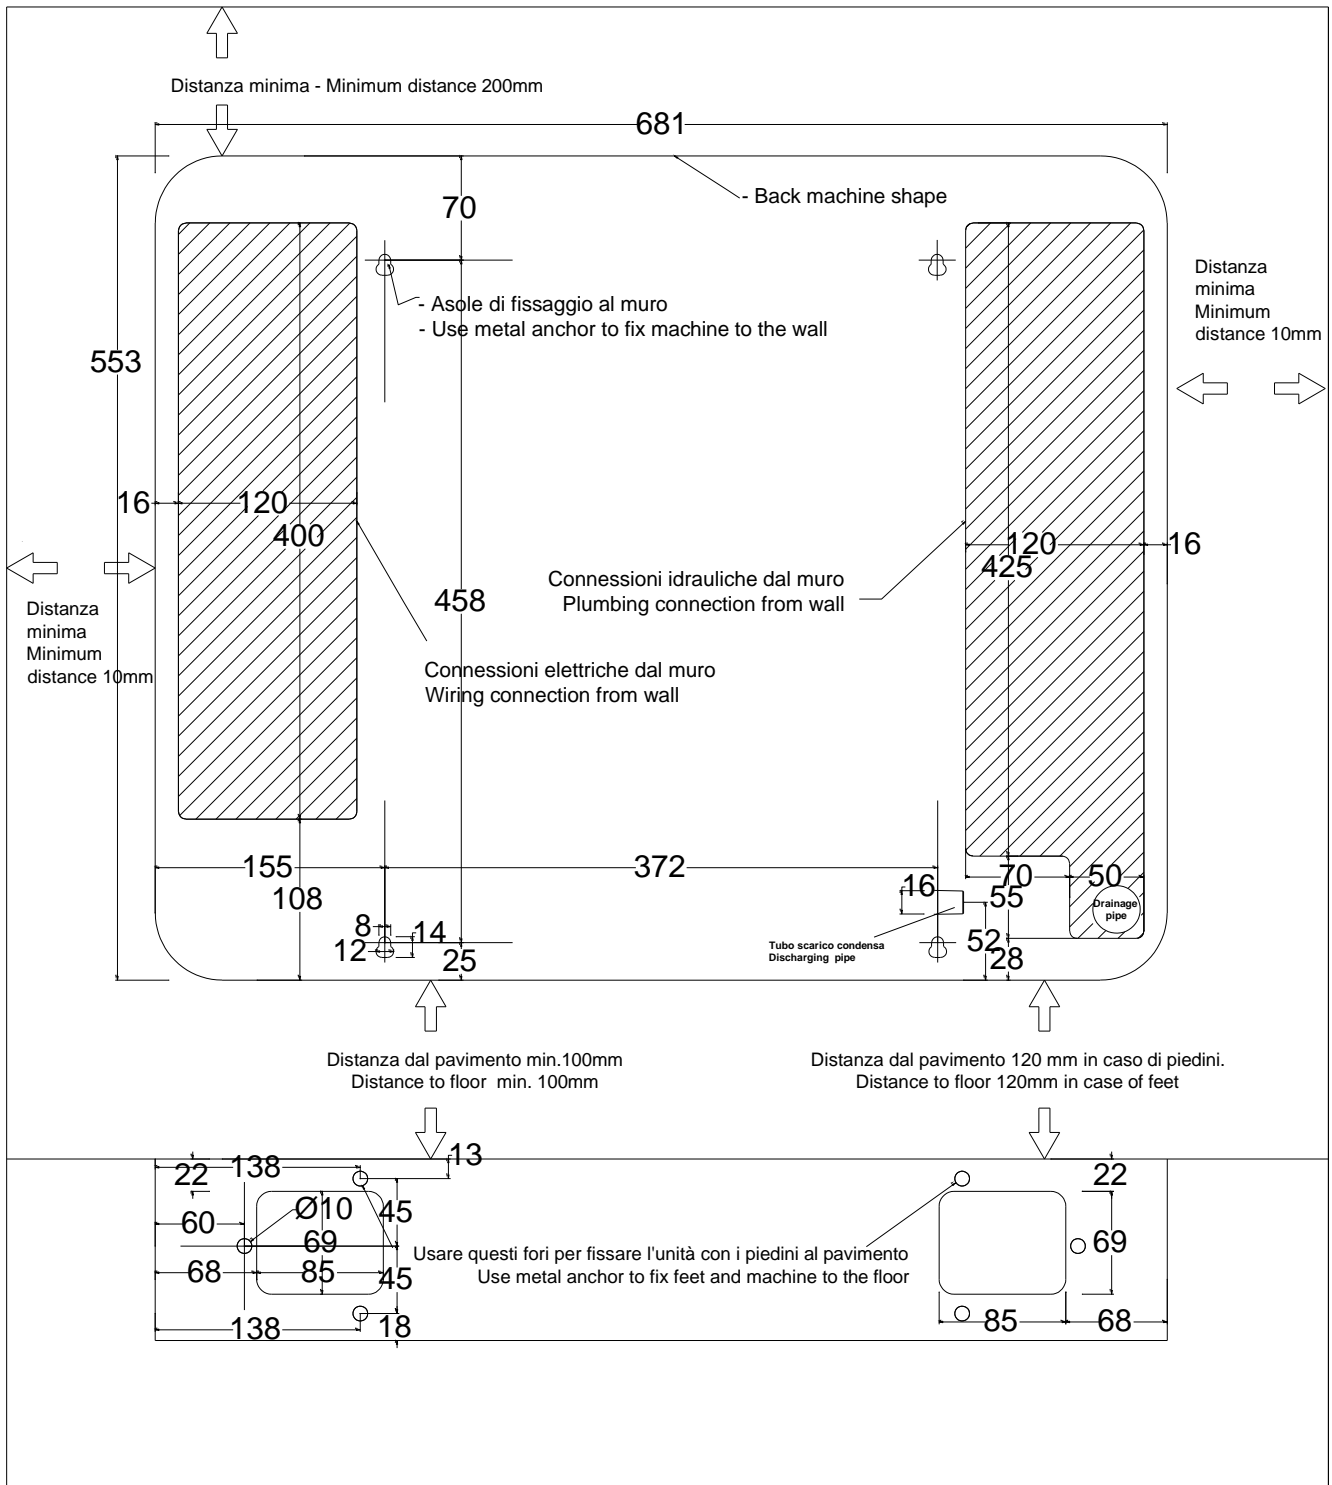 Distanza minima - Minimum distance 200mm
681
70
- Back machine shape
- Asole di fissaggio al muro
- Use metal anchor to fix machine to the wall
Distanza
minima
Minimum
distance 10mm
553
16
120
400
120
16
425
458
Connessioni idrauliche dal muro
Plumbing connection from wall
Distanza
minima
Minimum
distance 10mm
Connessioni elettriche dal muro
Wiring connection from wall
155
372
108
70
50
16
55
Drainage
pipe
8
14
12
25
Tubo scarico condensa
Discharging pipe
52
28
Distanza dal pavimento min.100mm
Distance to floor min. 100mm
Distanza dal pavimento 120 mm in caso di piedini.
Distance to floor 120mm in case of feet
22
138
13
22
60
Ø10
45
69
69
68
85
45
Usare questi fori per fissare l'unità con i piedini al pavimento
Use metal anchor to fix feet and machine to the floor
138
18
85
68